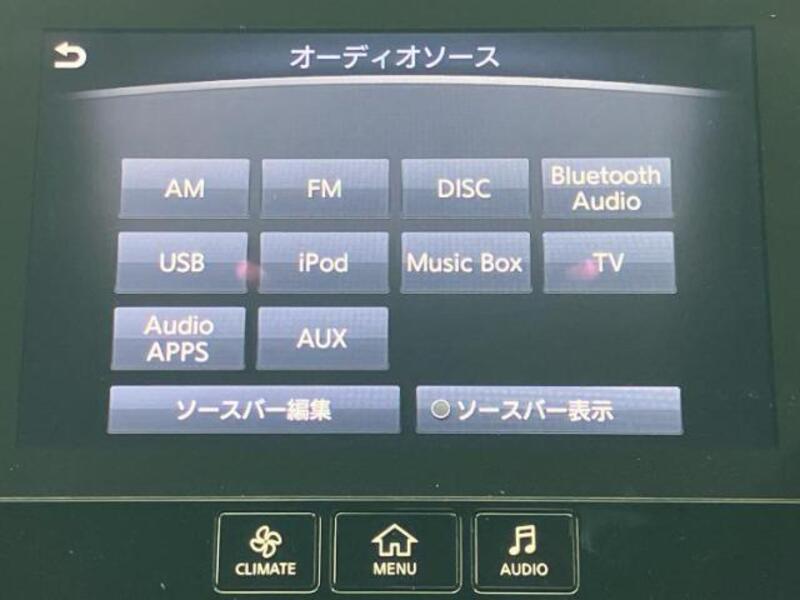 オーディオソース
AM
FM
DISC
Bluetooth
Audio
USB
iPod
Music Box
TV
Audio
APPS
AUX
ソースバー編集
ソースバー表示
CLIMATE
MENU
AUDIO